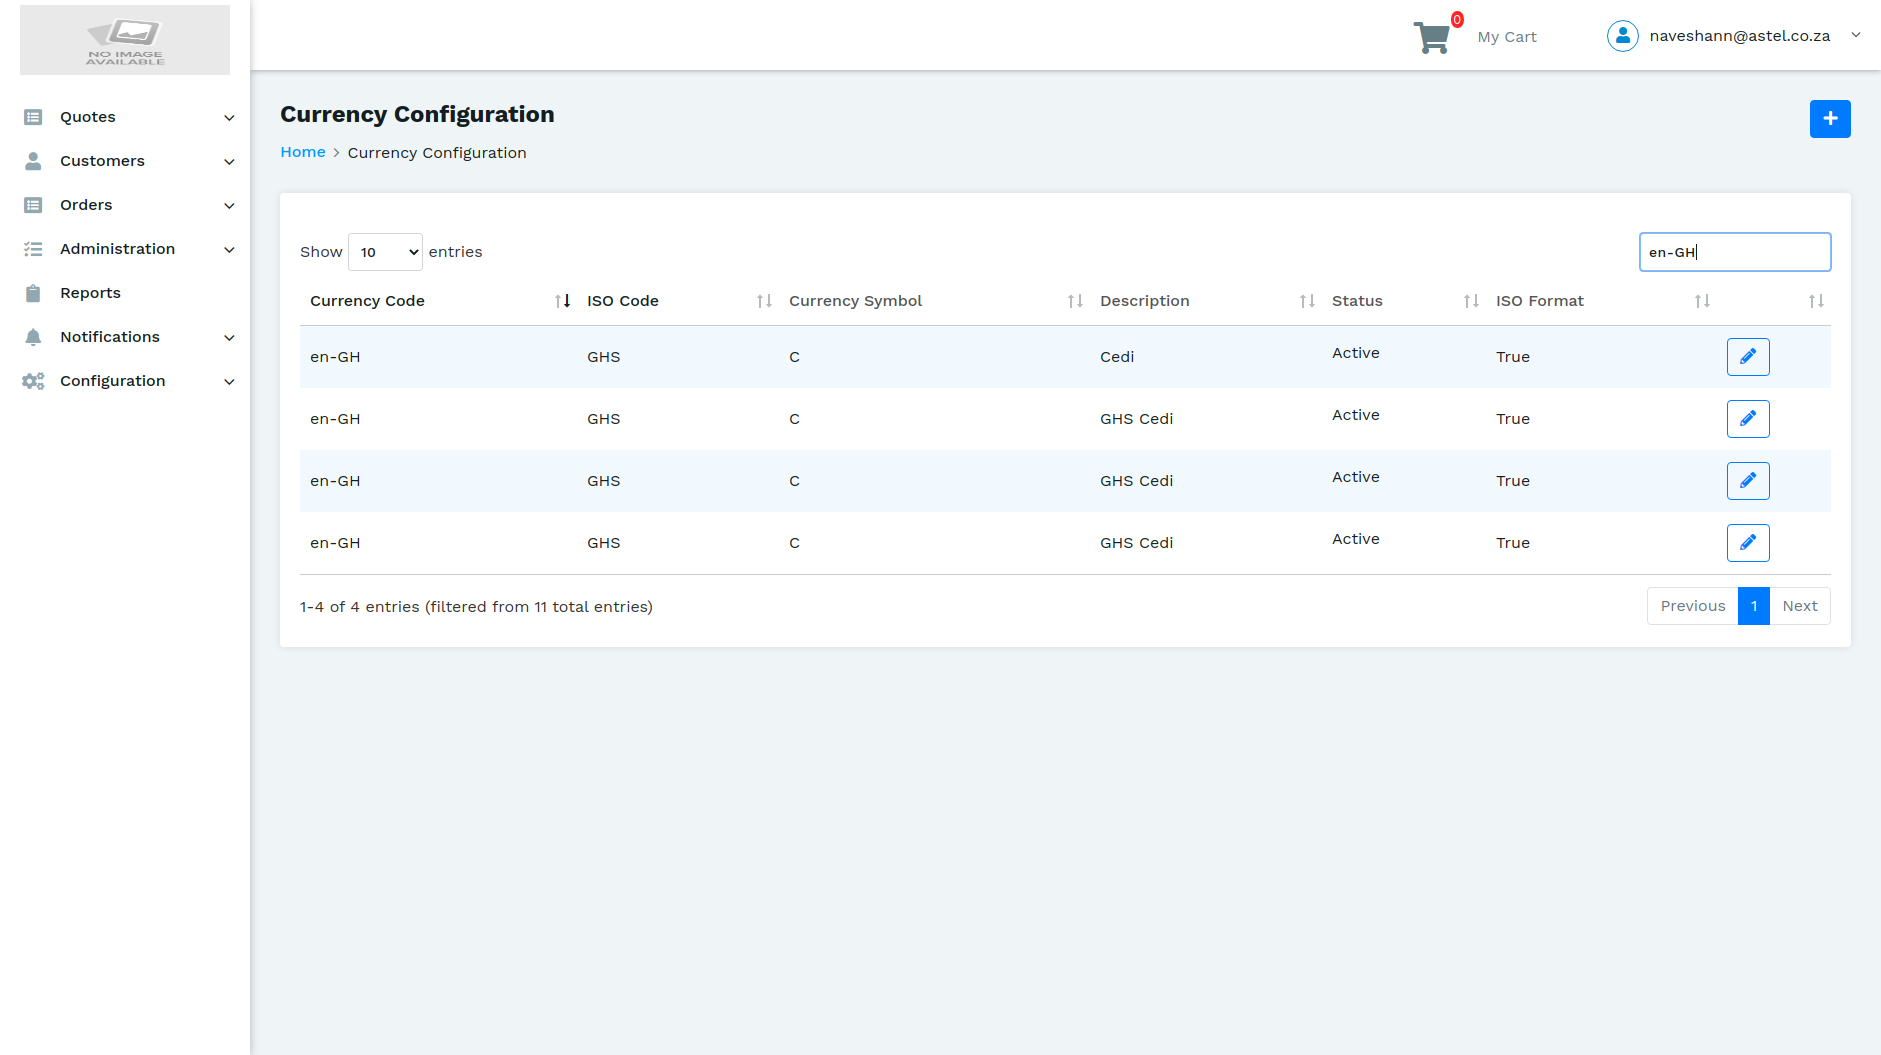 NO IMAGE
AVAILABLE
0
My Cart
naveshann@astel.co.za
Quotes
Customers
Orders
Administration
Reports
Notifications
Configuration
Currency Configuration
Home > Currency Configuration
Show 10 entries
en-GH
Currency Code ISO Code Currency Symbol Description Status ISO Format
en-GH GHS C Cedi Active True
en-GH GHS C GHS Cedi Active True
en-GH GHS C GHS Cedi Active True
en-GH GHS C GHS Cedi Active True
1-4 of 4 entries (filtered from 11 total entries)
Previous 1 Next